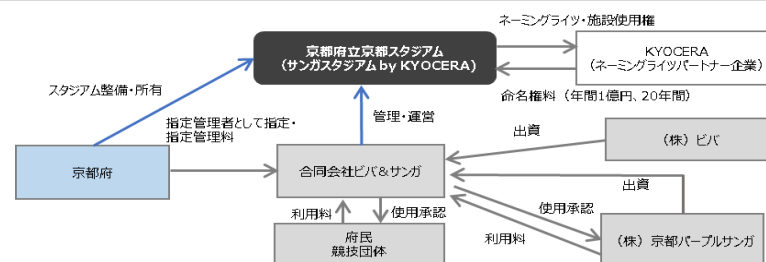 ネーミングライツ・施設使用権
京都府立京都スタジアム
(サンガスタジアム by KYOCERA)
KYOCERA
(ネーミングライツパートナー企業)
スタジアム整備・所有
命名権料(年間1億円、20年間)
指定管理者として指定・
指定管理料
管理・運営
出資
(株)ビバ
京都府
合同会社ビバ&サンガ
出資
利用料
使用承認
使用承認
府民
競技団体
利用料
(株)京都パープルサンガ